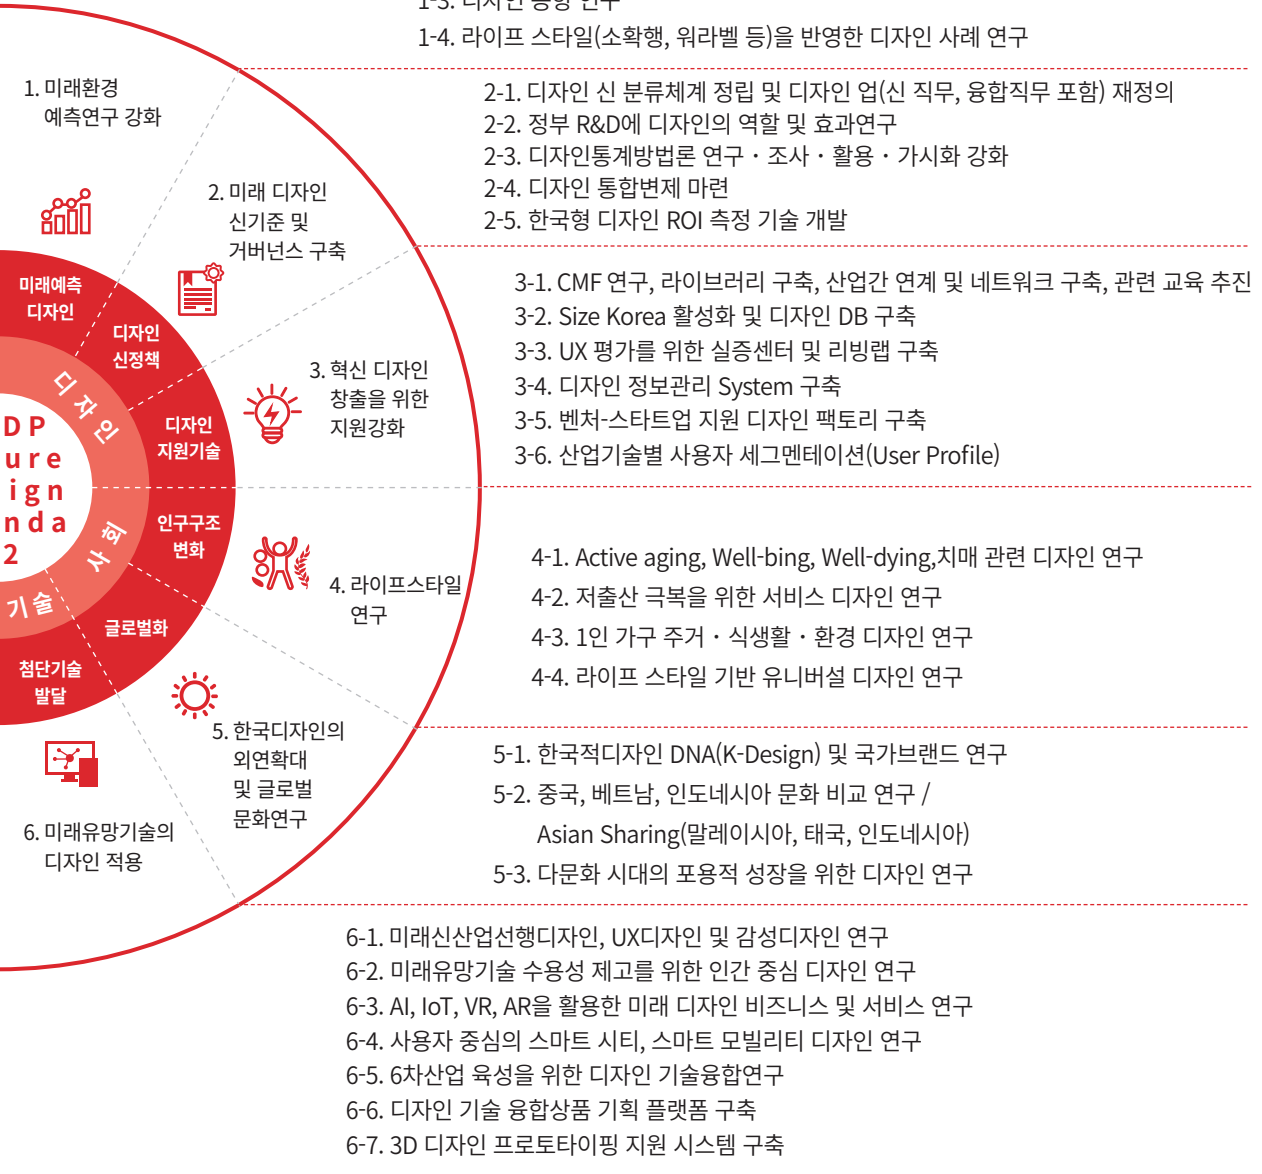 1-3. 디자인 동향 연구
1-4. 라이프 스타일(소확행, 워라벨 등)을 반영한 디자인 사례 연구
1. 미래환경
예측연구 강화
2-1. 디자인 신 분류체계 정립 및 디자인 업(신 직무, 융합직무 포함) 재정의
2-2. 정부 R&D에 디자인의 역할 및 효과연구
2-3. 디자인통계방법론 연구・조사・활용・가시화 강화
2-4. 디자인 통합변제 마련
2-5. 한국형 디자인 ROI 측정 기술 개발
2. 미래 디자인
신기준 및
거버넌스 구축
3-1. CMF 연구, 라이브러리 구축, 산업간 연계 및 네트워크 구축, 관련 교육 추진
3-2. Size Korea 활성화 및 디자인 DB 구축
3-3. UX 평가를 위한 실증센터 및 리빙랩 구축
3-4. 디자인 정보관리 System 구축
3-5. 벤처-스타트업 지원 디자인 팩토리 구축
3-6. 산업기술별 사용자 세그멘테이션(User Profile)
3. 혁신 디자인
창출을 위한
지원강화
미래예측
디자인
디자인
신정책
디자인
지원기술
디자인
DP
ure
ign
nda
2
사회
기술
인구구조
변화
글로벌화
첨단기술
발달
4-1. Active aging, Well-bing, Well-dying,치매 관련 디자인 연구
4-2. 저출산 극복을 위한 서비스 디자인 연구
4-3. 1인 가구 주거・식생활・환경 디자인 연구
4-4. 라이프 스타일 기반 유니버설 디자인 연구
4. 라이프스타일
연구
5-1. 한국적디자인 DNA(K-Design) 및 국가브랜드 연구
5-2. 중국, 베트남, 인도네시아 문화 비교 연구 /
Asian Sharing(말레이시아, 태국, 인도네시아)
5-3. 다문화 시대의 포용적 성장을 위한 디자인 연구
5. 한국디자인의
외연확대
및 글로벌
문화연구
6. 미래유망기술의
디자인 적용
6-1. 미래신산업선행디자인, UX디자인 및 감성디자인 연구
6-2. 미래유망기술 수용성 제고를 위한 인간 중심 디자인 연구
6-3. AI, IoT, VR, AR을 활용한 미래 디자인 비즈니스 및 서비스 연구
6-4. 사용자 중심의 스마트 시티, 스마트 모빌리티 디자인 연구
6-5. 6차산업 육성을 위한 디자인 기술융합연구
6-6. 디자인 기술 융합상품 기획 플랫폼 구축
6-7. 3D 디자인 프로토타이핑 지원 시스템 구축